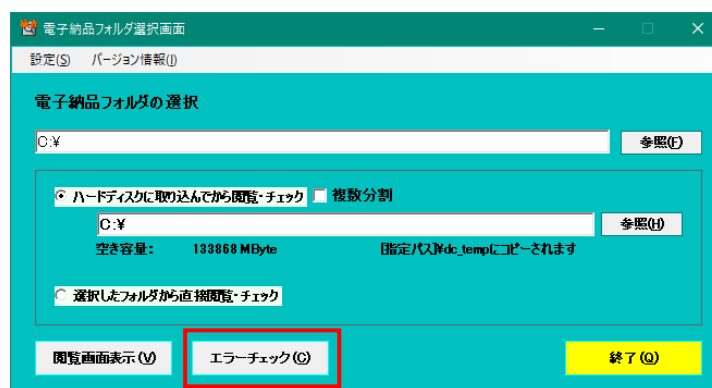 電子納品フォルダ選択画面
設定(S) バージョン情報(I)
電子納品フォルダの選択
C:¥
参照(F)
ハードディスクに取り込んでから閲覧・チェック 複数分割
C:¥
参照(H)
空き容量: 133868 MByte [指定パス]¥dc_tempにコピーされます
選択したフォルダから直接閲覧・チェック
閲覧画面表示(V) エラーチェック(C) 終了(Q)